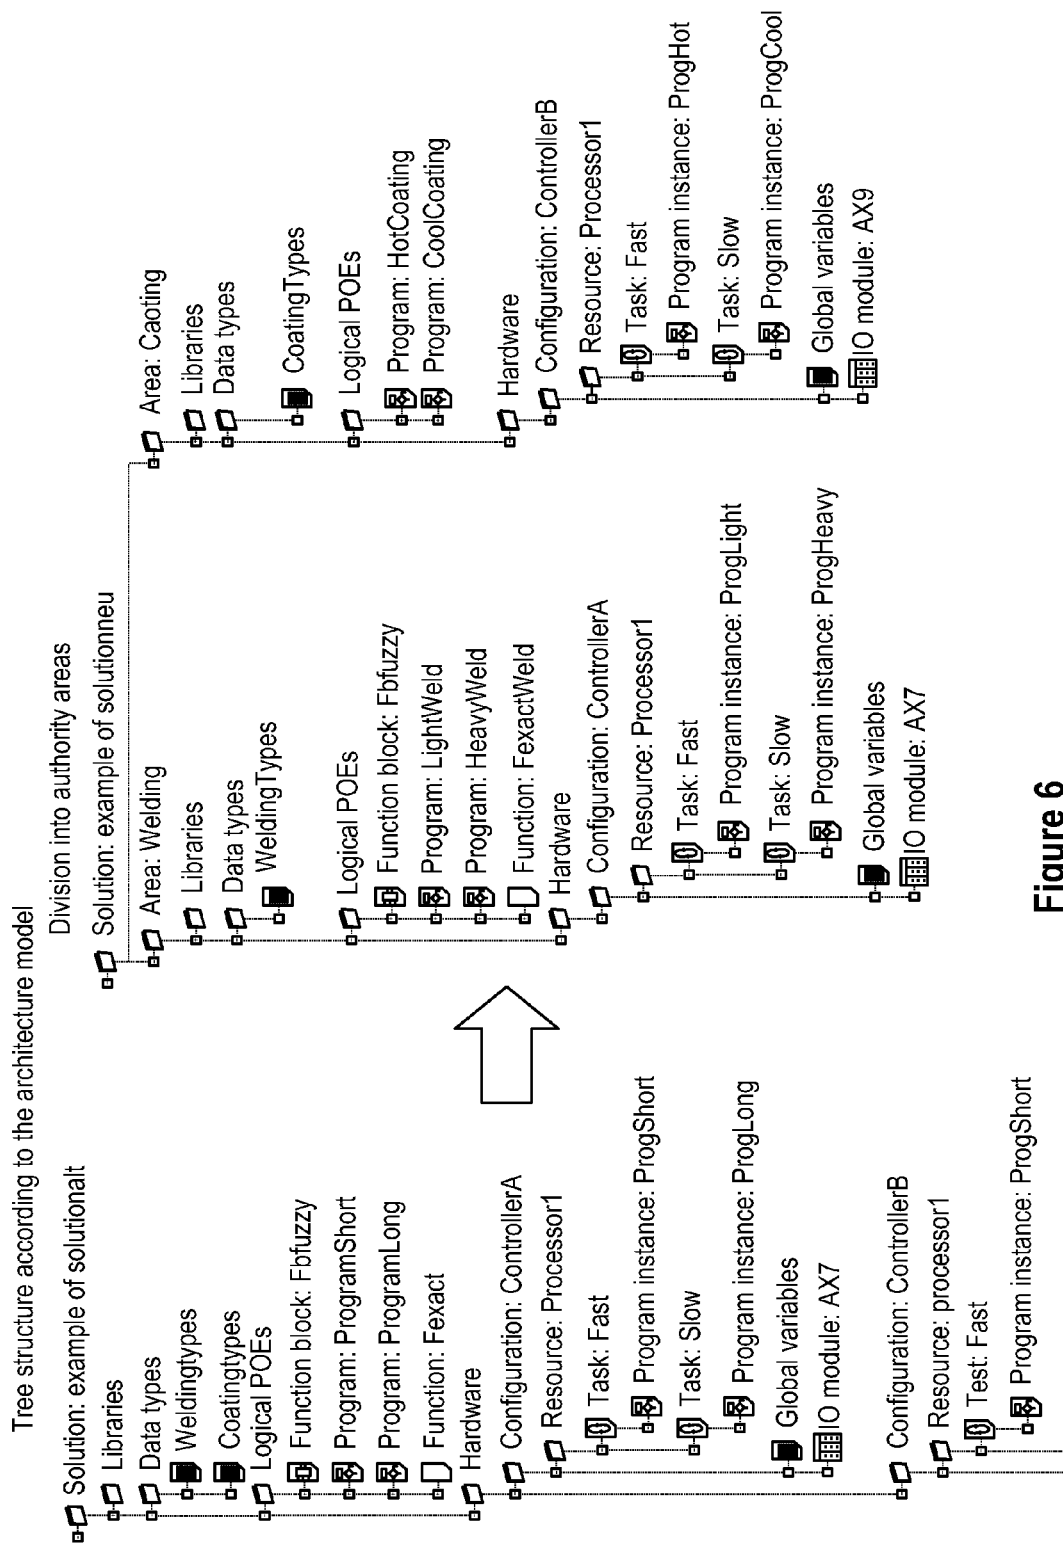 Tree structure according to the architecture model
Solution: example of solutionalt
Libraries
Data types
Weldingtypes
Coatingtypes
Logical POEs
Function block: Fbfuzzy
Program: ProgramShort
Program: ProgramLong
Function: Fexact
Hardware
Configuration: ControllerA
Resource: Processor1
Task: Fast
Program instance: ProgShort
Task: Slow
Program instance: ProgLong
Global variables
IO module: AX7
Configuration: ControllerB
Resource: processor1
Test: Fast
Program instance: ProgShort
Division into authority areas
Solution: example of solutionneu
Area: Welding
Libraries
Data types
WeldingTypes
Logical POEs
Function block: Fbfuzzy
Program: LightWeld
Program: HeavyWeld
Function: FexactWeld
Hardware
Configuration: ControllerA
Resource: Processor1
Task: Fast
Program instance: ProgLight
Task: Slow
Program instance: ProgHeavy
Global variables
IO module: AX7
Area: Caoting
Libraries
Data types
CoatingTypes
Logical POEs
Program: HotCoating
Program: CoolCoating
Hardware
Configuration: ControllerB
Resource: Processor1
Task: Fast
Program instance: ProgHot
Task: Slow
Program instance: ProgCool
Global variables
IO module: AX9
Figure 6